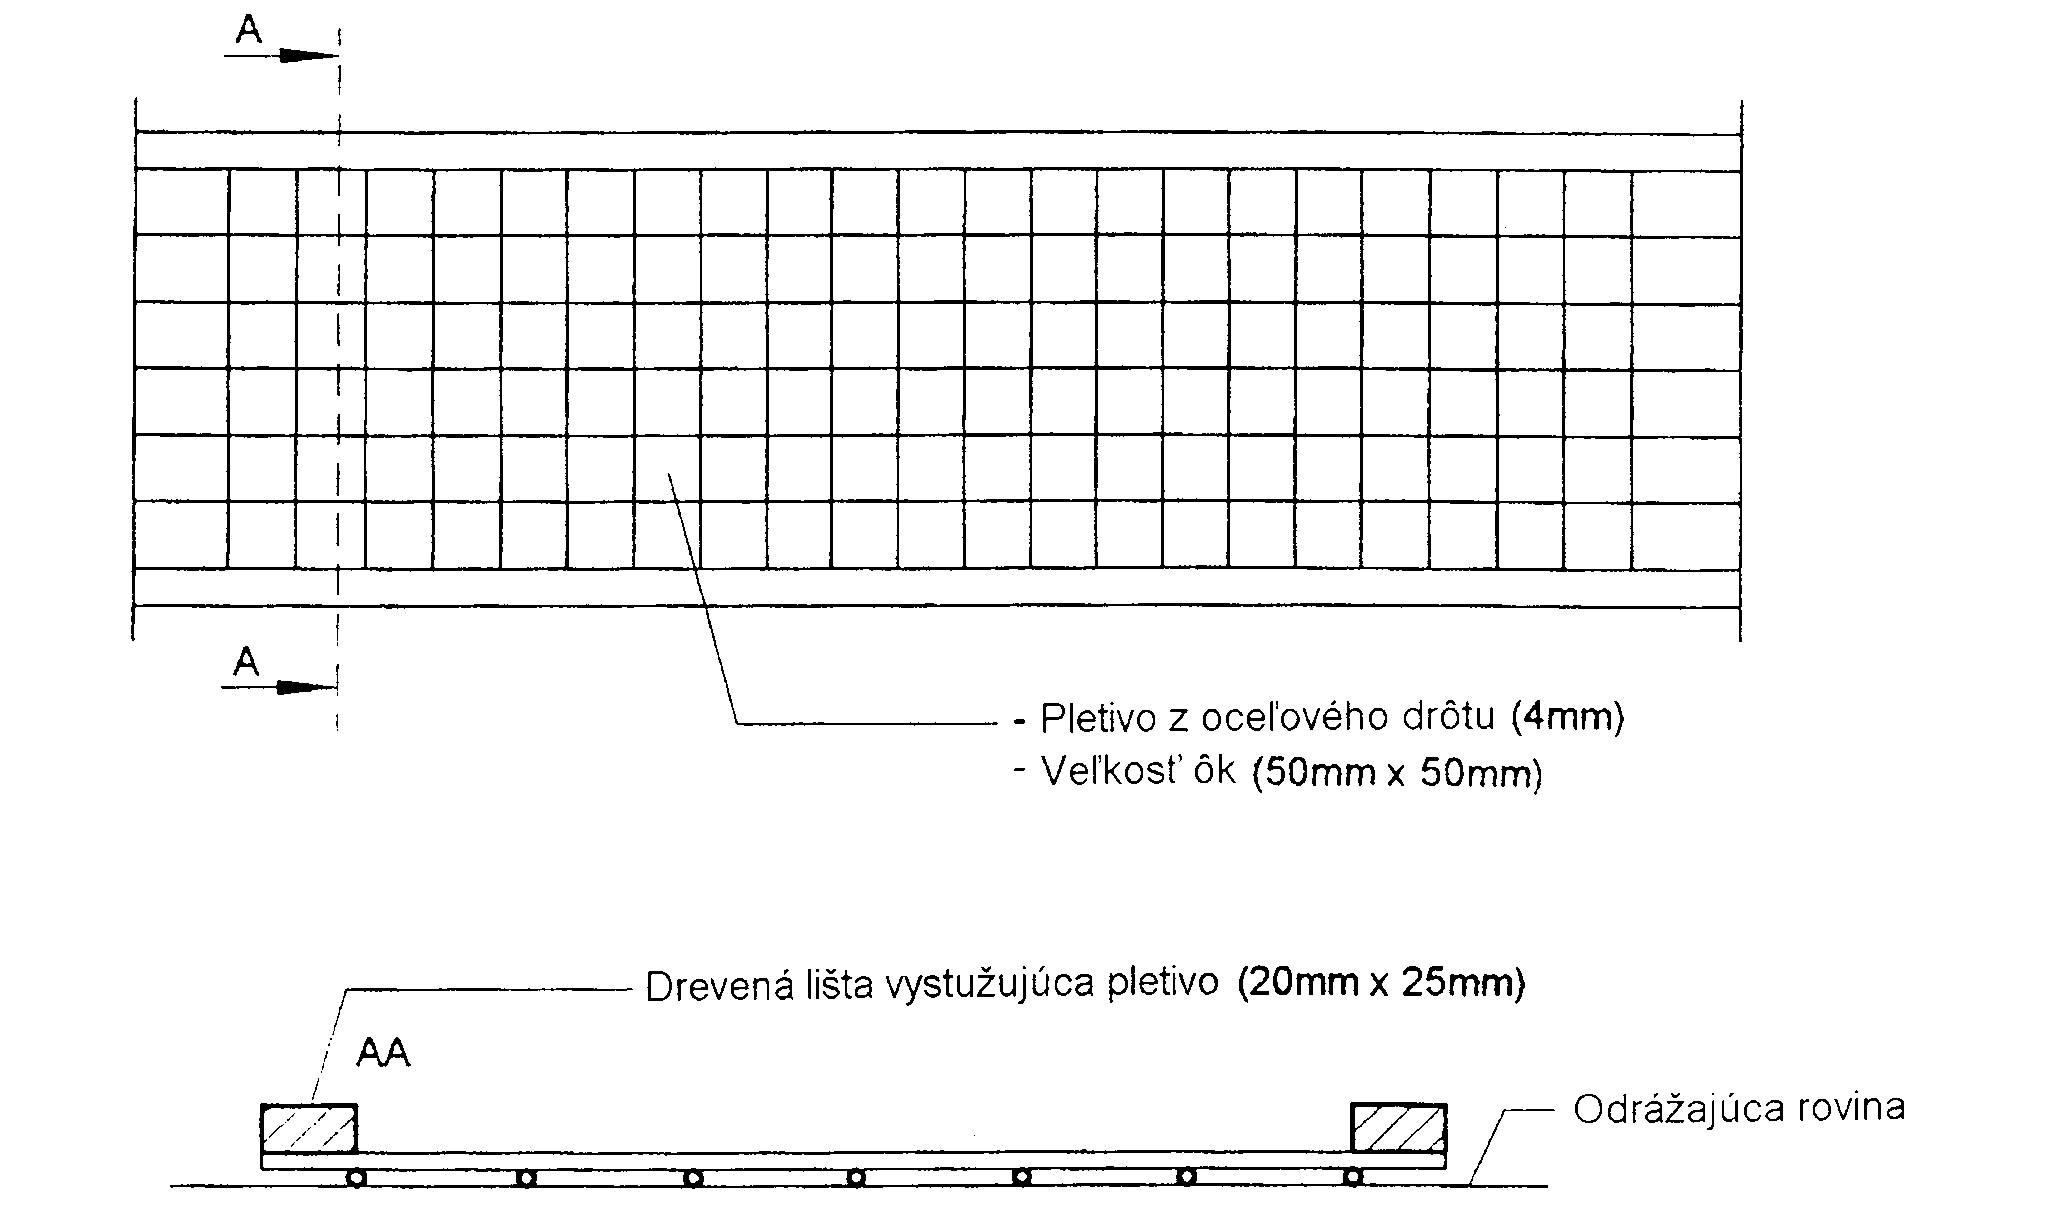 A
A
- Pletivo z oceľového drôtu (4mm)
- Veľkosť ôk (50mm x 50mm)
Drevená lišta vystužujúca pletivo (20mm x 25mm)
AA
Odrážajúca rovina